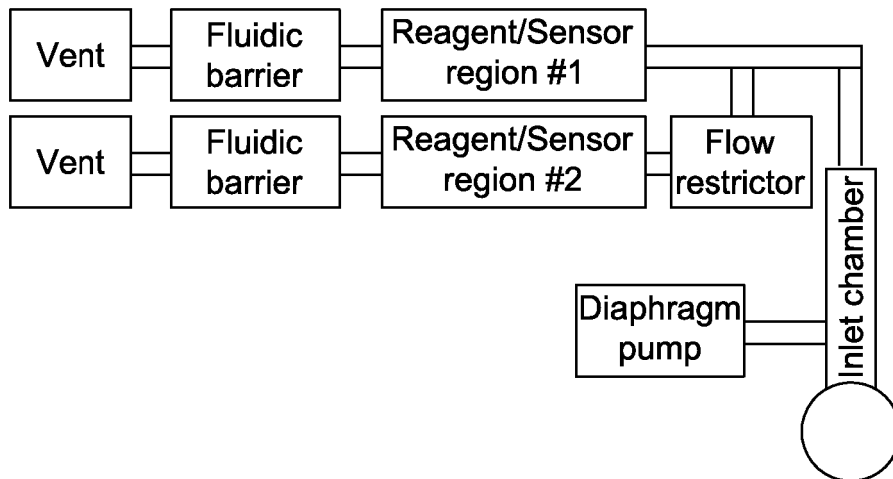 Vent
Fluidic
barrier
Reagent/Sensor
region #1
Vent
Fluidic
barrier
Reagent/Sensor
region #2
Flow
restrictor
Inlet chamber
Diaphragm
pump